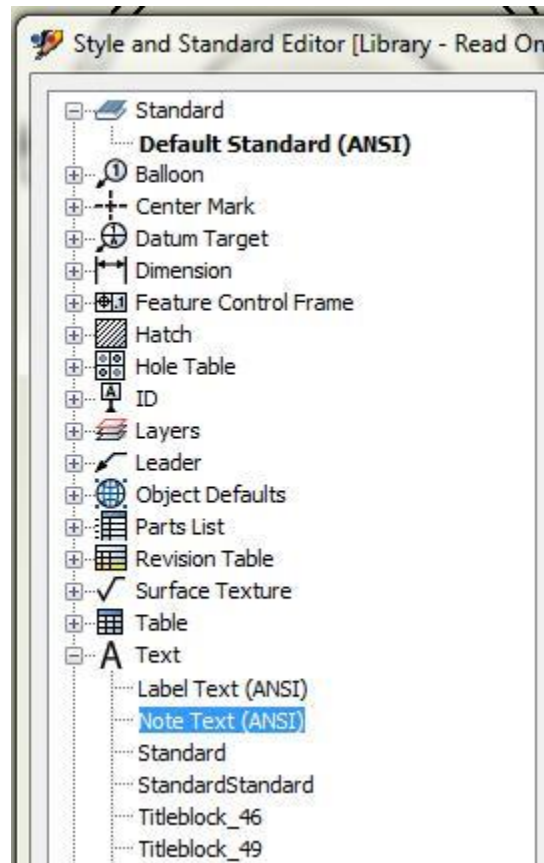 Style and Standard Editor [Library - Read On
Standard
Default Standard (ANSI)
Balloon
Center Mark
Datum Target
Dimension
Feature Control Frame
Hatch
Hole Table
ID
Layers
Leader
Object Defaults
Parts List
Revision Table
Surface Texture
Table
Text
Label Text (ANSI)
Note Text (ANSI)
Standard
StandardStandard
Titleblock_46
Titleblock_49